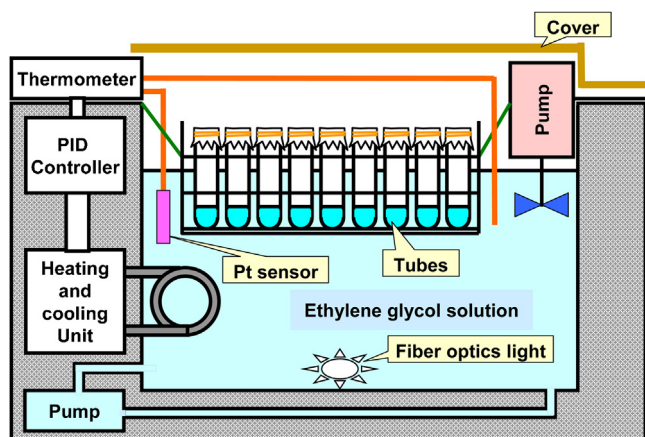 Cover
Thermometer
Pump
PID
Controller
Pt sensor
Tubes
Heating
and
cooling
Unit
Ethylene glycol solution
Fiber optics light
Pump